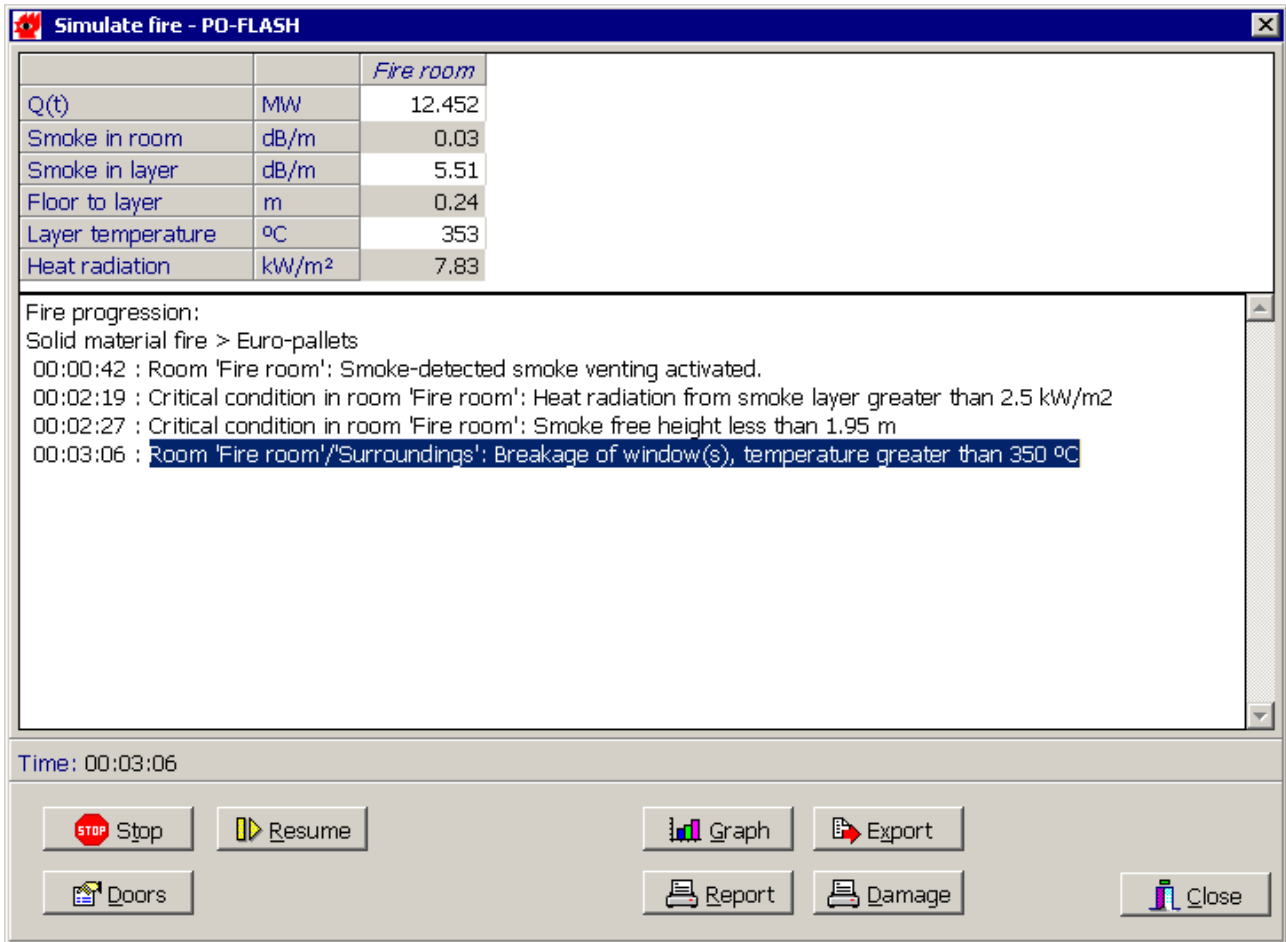 Simulate fire - PO-FLASH
Fire room
Q(t) MW 12.452
Smoke in room dB/m 0.03
Smoke in layer dB/m 5.51
Floor to layer m 0.24
Layer temperature ºC 353
Heat radiation kW/m² 7.83
Fire progression:
Solid material fire > Euro-pallets
00:00:42 : Room 'Fire room': Smoke-detected smoke venting activated.
00:02:19 : Critical condition in room 'Fire room': Heat radiation from smoke layer greater than 2.5 kW/m2
00:02:27 : Critical condition in room 'Fire room': Smoke free height less than 1.95 m
00:03:06 : Room 'Fire room'/'Surroundings': Breakage of window(s), temperature greater than 350 ºC
Time: 00:03:06
STOP Stop Resume Graph Export
Doors Report Damage Close